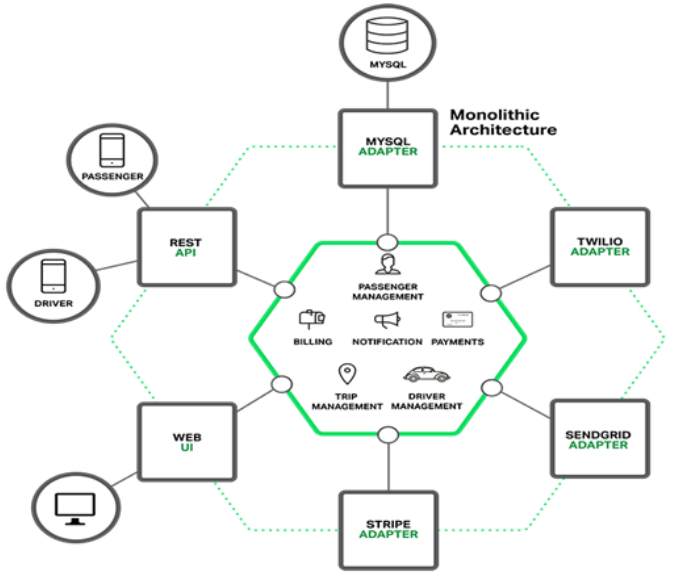 MYSQL
Monolithic
Architecture
MYSQL
ADAPTER
PASSENGER
REST
API
TWILIO
ADAPTER
DRIVER
PASSENGER
MANAGEMENT
BILLING
NOTIFICATION
PAYMENTS
TRIP
MANAGEMENT
DRIVER
MANAGEMENT
WEB
UI
SENDGRID
ADAPTER
STRIPE
ADAPTER